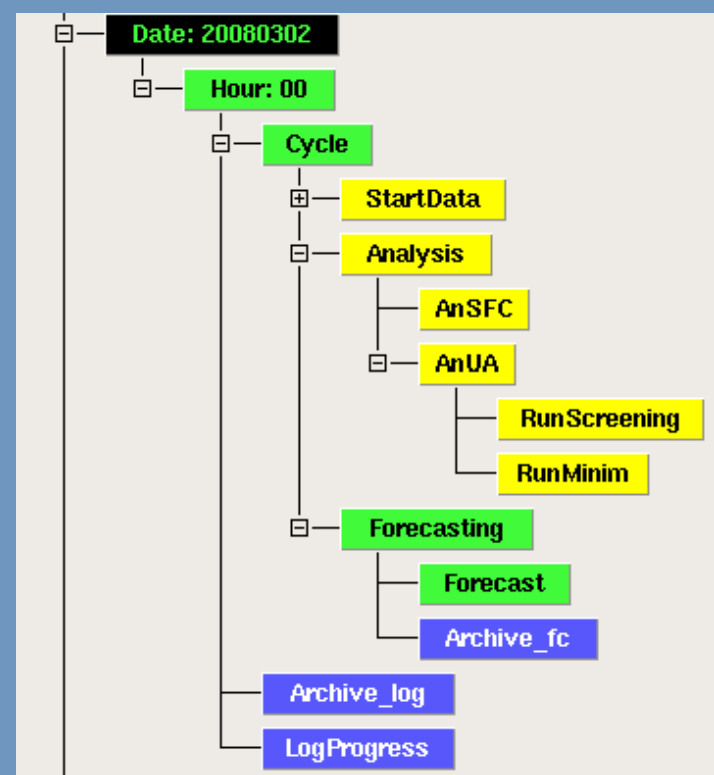 Date: 20080302
Hour: 00
Cycle
StartData
Analysis
AnSFC
AnUA
RunScreening
RunMinim
Forecasting
Forecast
Archive_fc
Archive_log
LogProgress